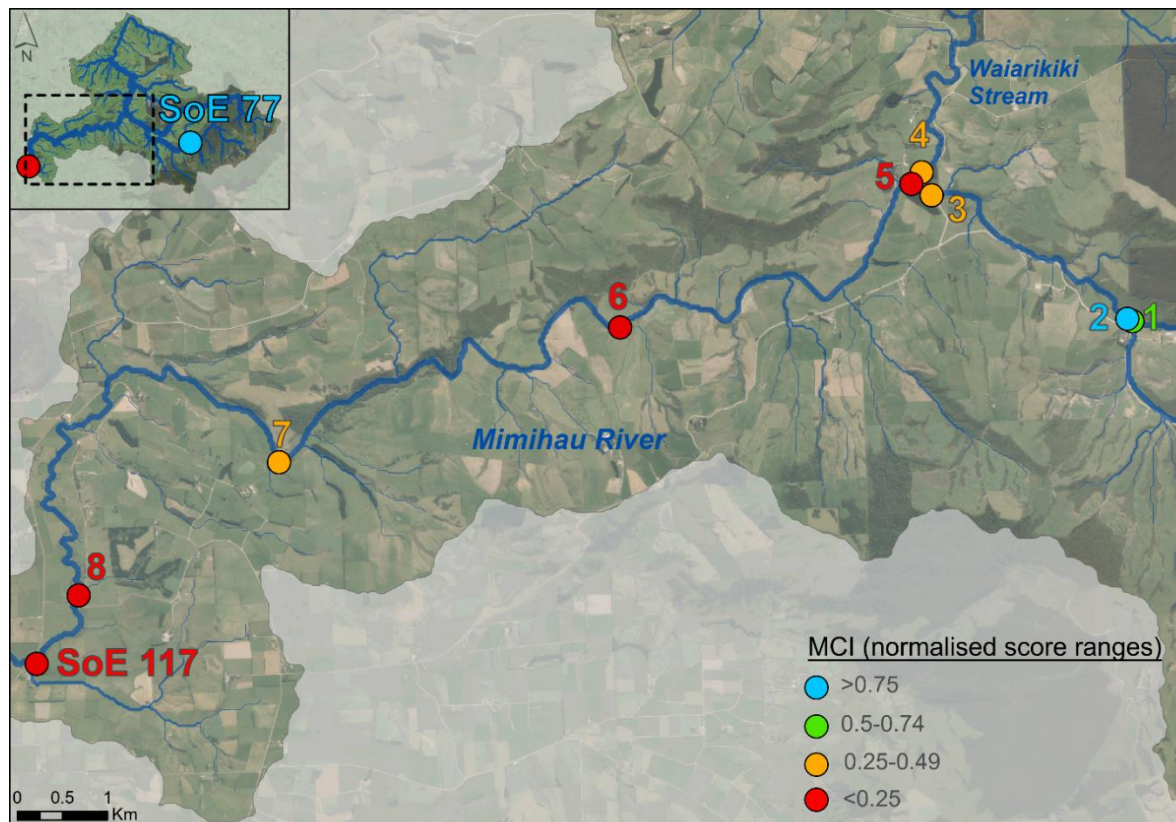 N
SoE 77
Waiarikiki
Stream
4
5
3
2
1
6
7
Mimihau River
8
SoE 117
MCI (normalised score ranges)
>0.75
0.5-0.74
0.25-0.49
<0.25
0 0.5 1
Km